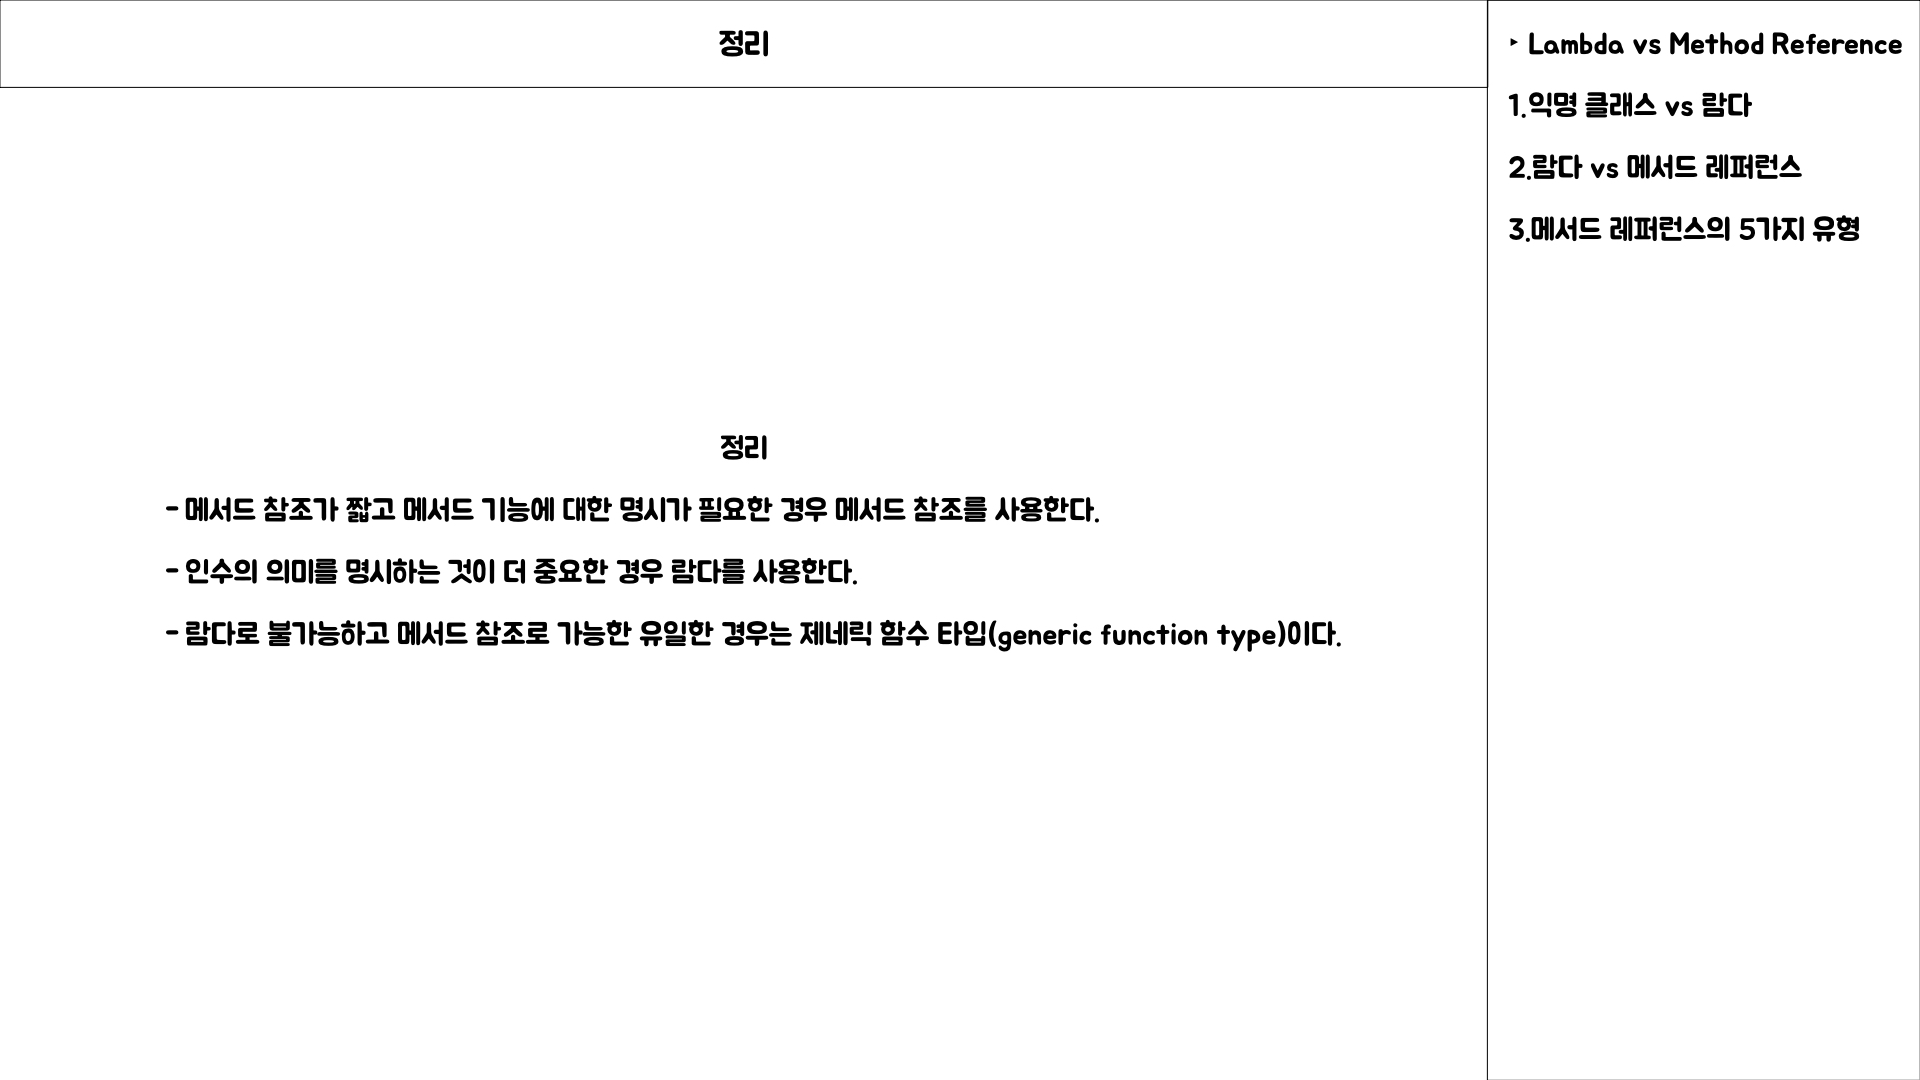 정리
정리
- 메서드 참조가 짧고 메서드 기능에 대한 명시가 필요한 경우 메서드 참조를 사용한다.
- 인수의 의미를 명시하는 것이 더 중요한 경우 람다를 사용한다.
- 람다로 불가능하고 메서드 참조로 가능한 유일한 경우는 제네릭 함수 타입(generic function type)이다.
‣ Lambda vs Method Reference
1.익명 클래스 vs 람다
2.람다 vs 메서드 레퍼런스
3.메서드 레퍼런스의 5가지 유형